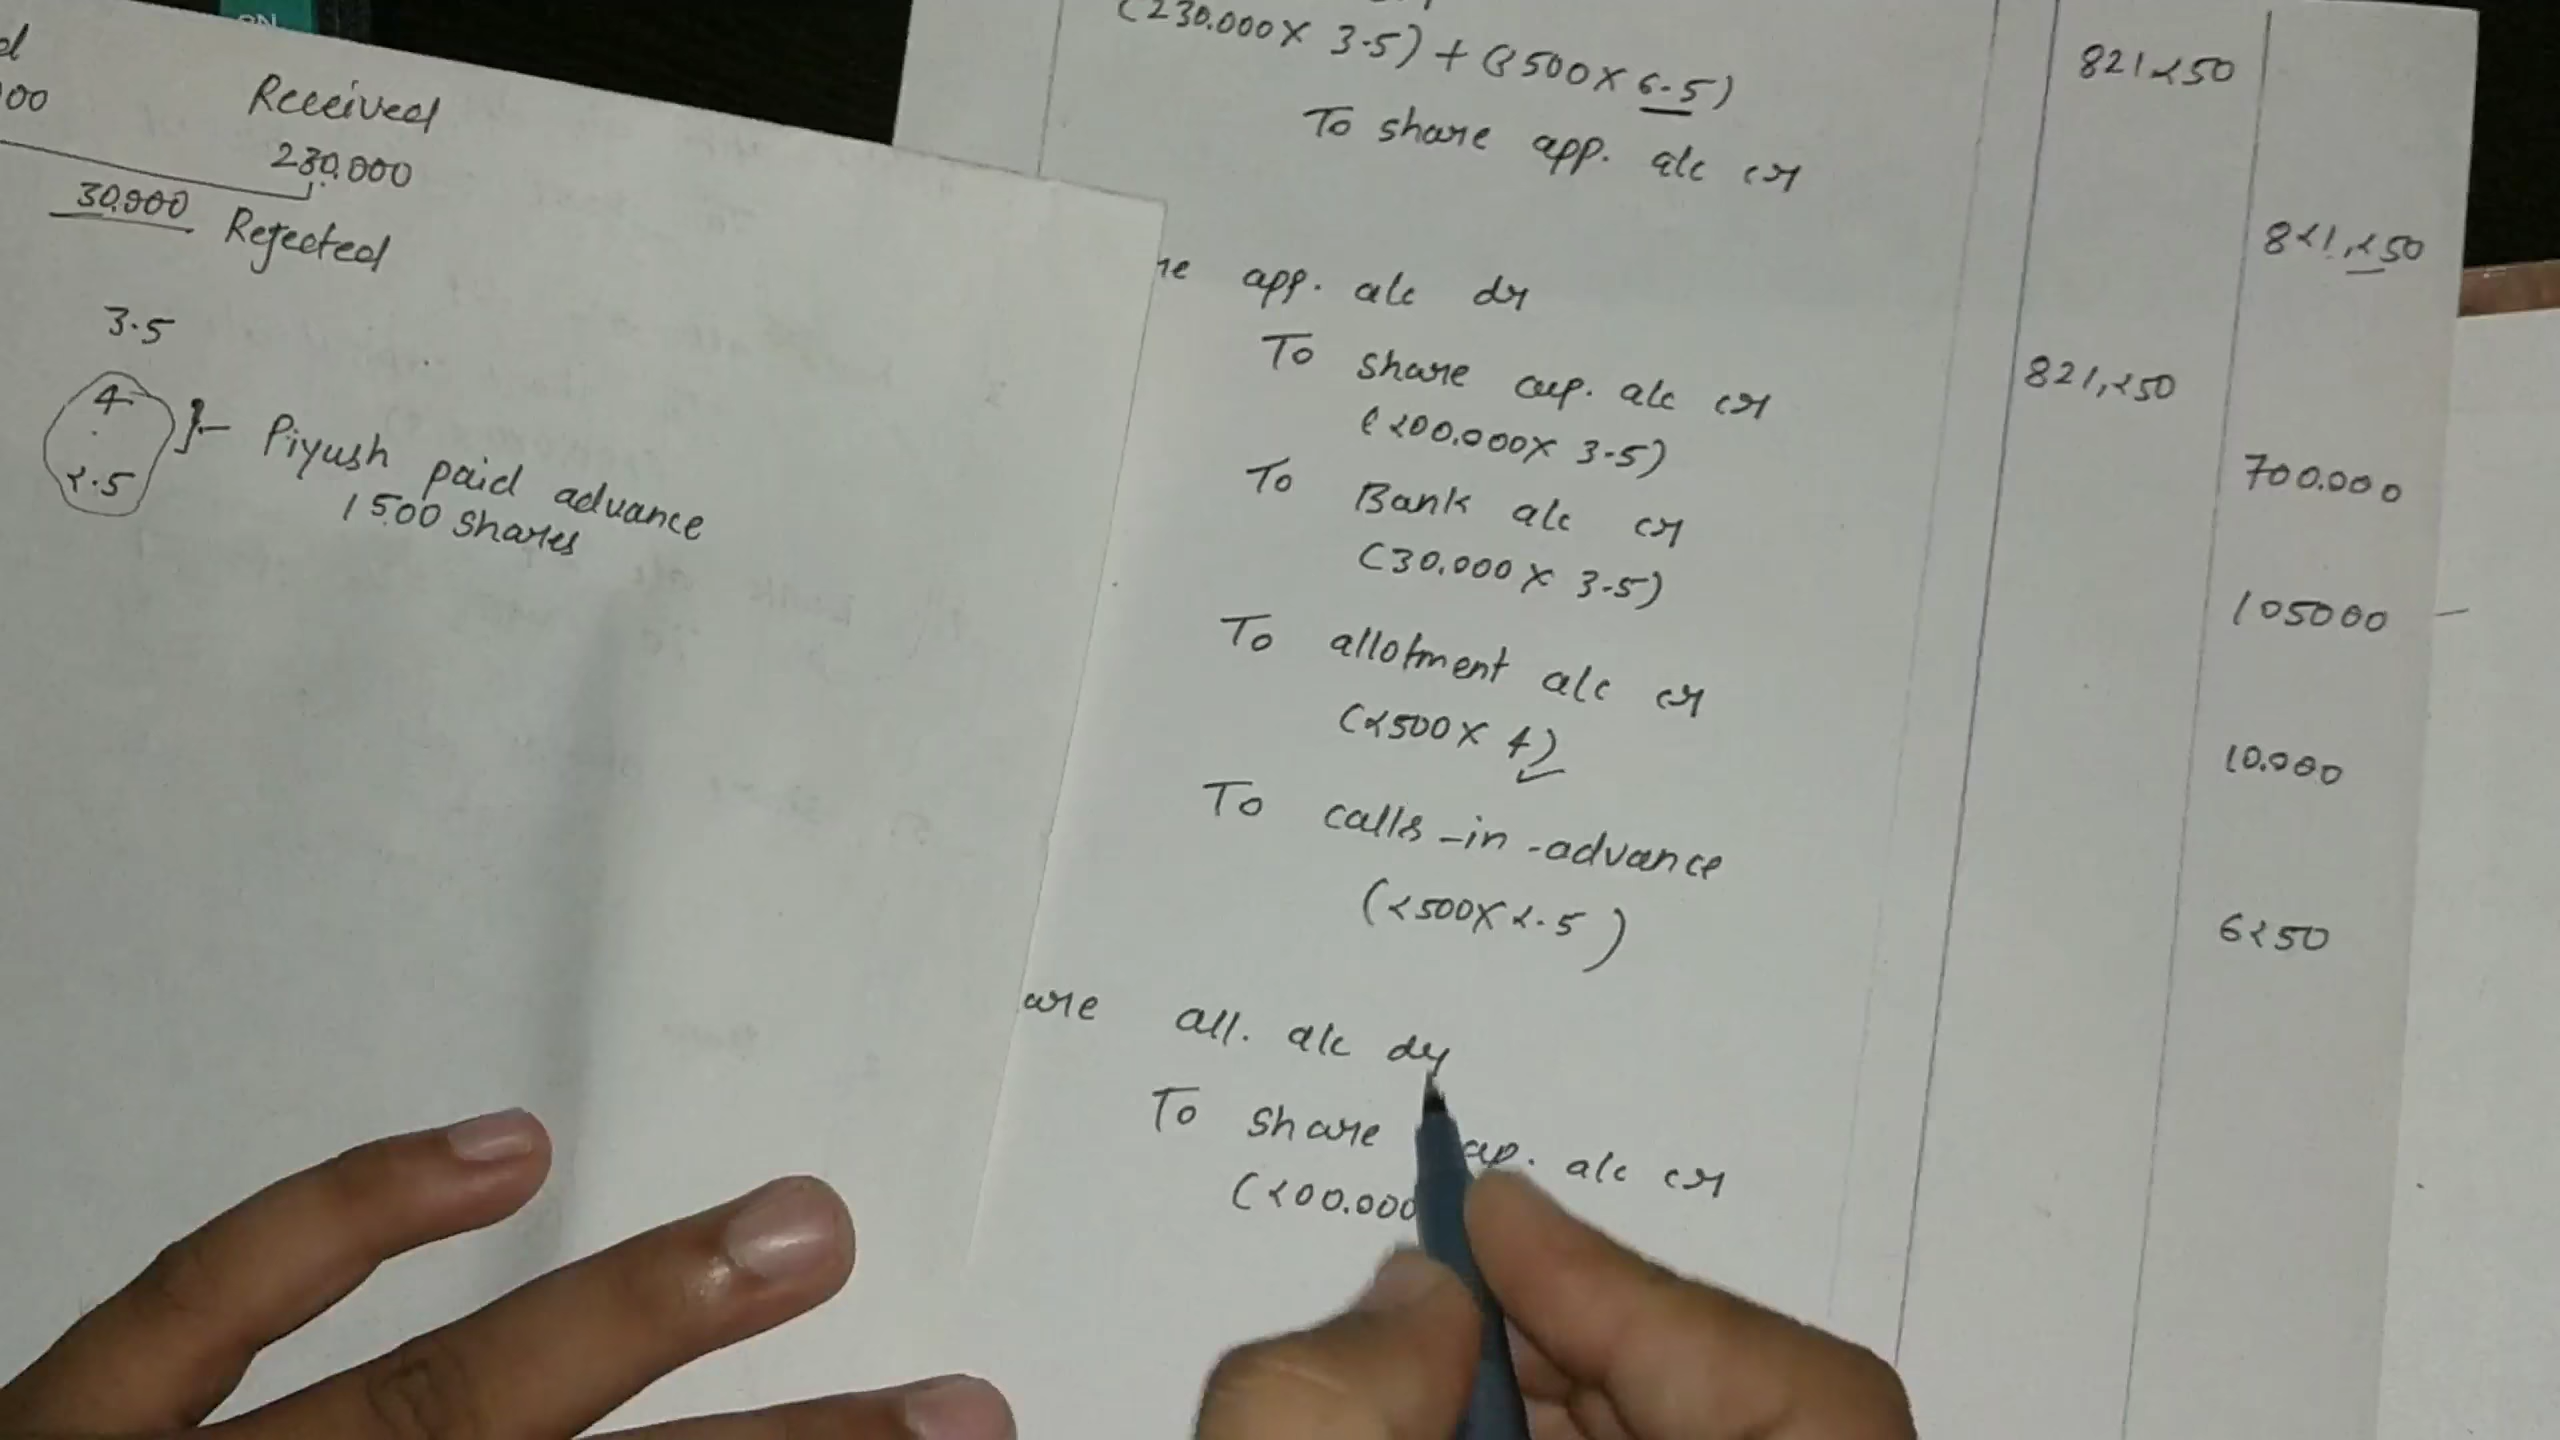 Received
230.000
30.000 Rejected
3.5
4
2.5
}- Piyush paid advance
1500 shares
(230.000 X 3.5) + (2500 X 6.5)
821250
To share app. a/c cr
821,250
app. a/c dr
821,250
To share cap. a/c cr
(200.000 X 3.5)
700.000
To Bank a/c cr
(30.000 X 3.5)
105000
To allotment a/c cr
(2500 X 4)
10.000
To calls-in-advance
(2500 X 2.5)
6250
are all. a/c dr
To share ap. a/c cr
(200.000